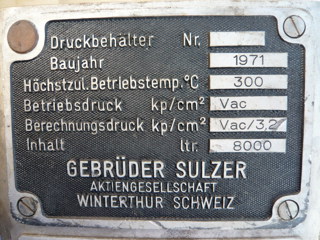 Druckbehälter Nr.
Baujahr 1971
Höchstzul.Betriebstemp.°C 300
Betriebsdruck kp/cm² Vac
Berechnungsdruck kp/cm² Vac/3,2
Inhalt ltr. 8000
GEBRÜDER SULZER
AKTIENGESELLSCHAFT
WINTERTHUR SCHWEIZ